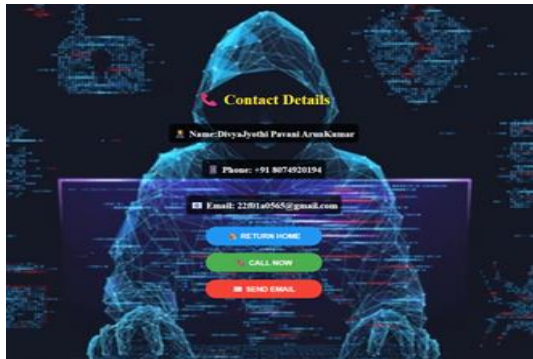 Contact Details
Name:DivyaJyothi Pavani ArunKumar
Phone: +91 8074920194
Email: 22f01a0565@gmail.com
RETURN HOME
CALL NOW
SEND EMAIL